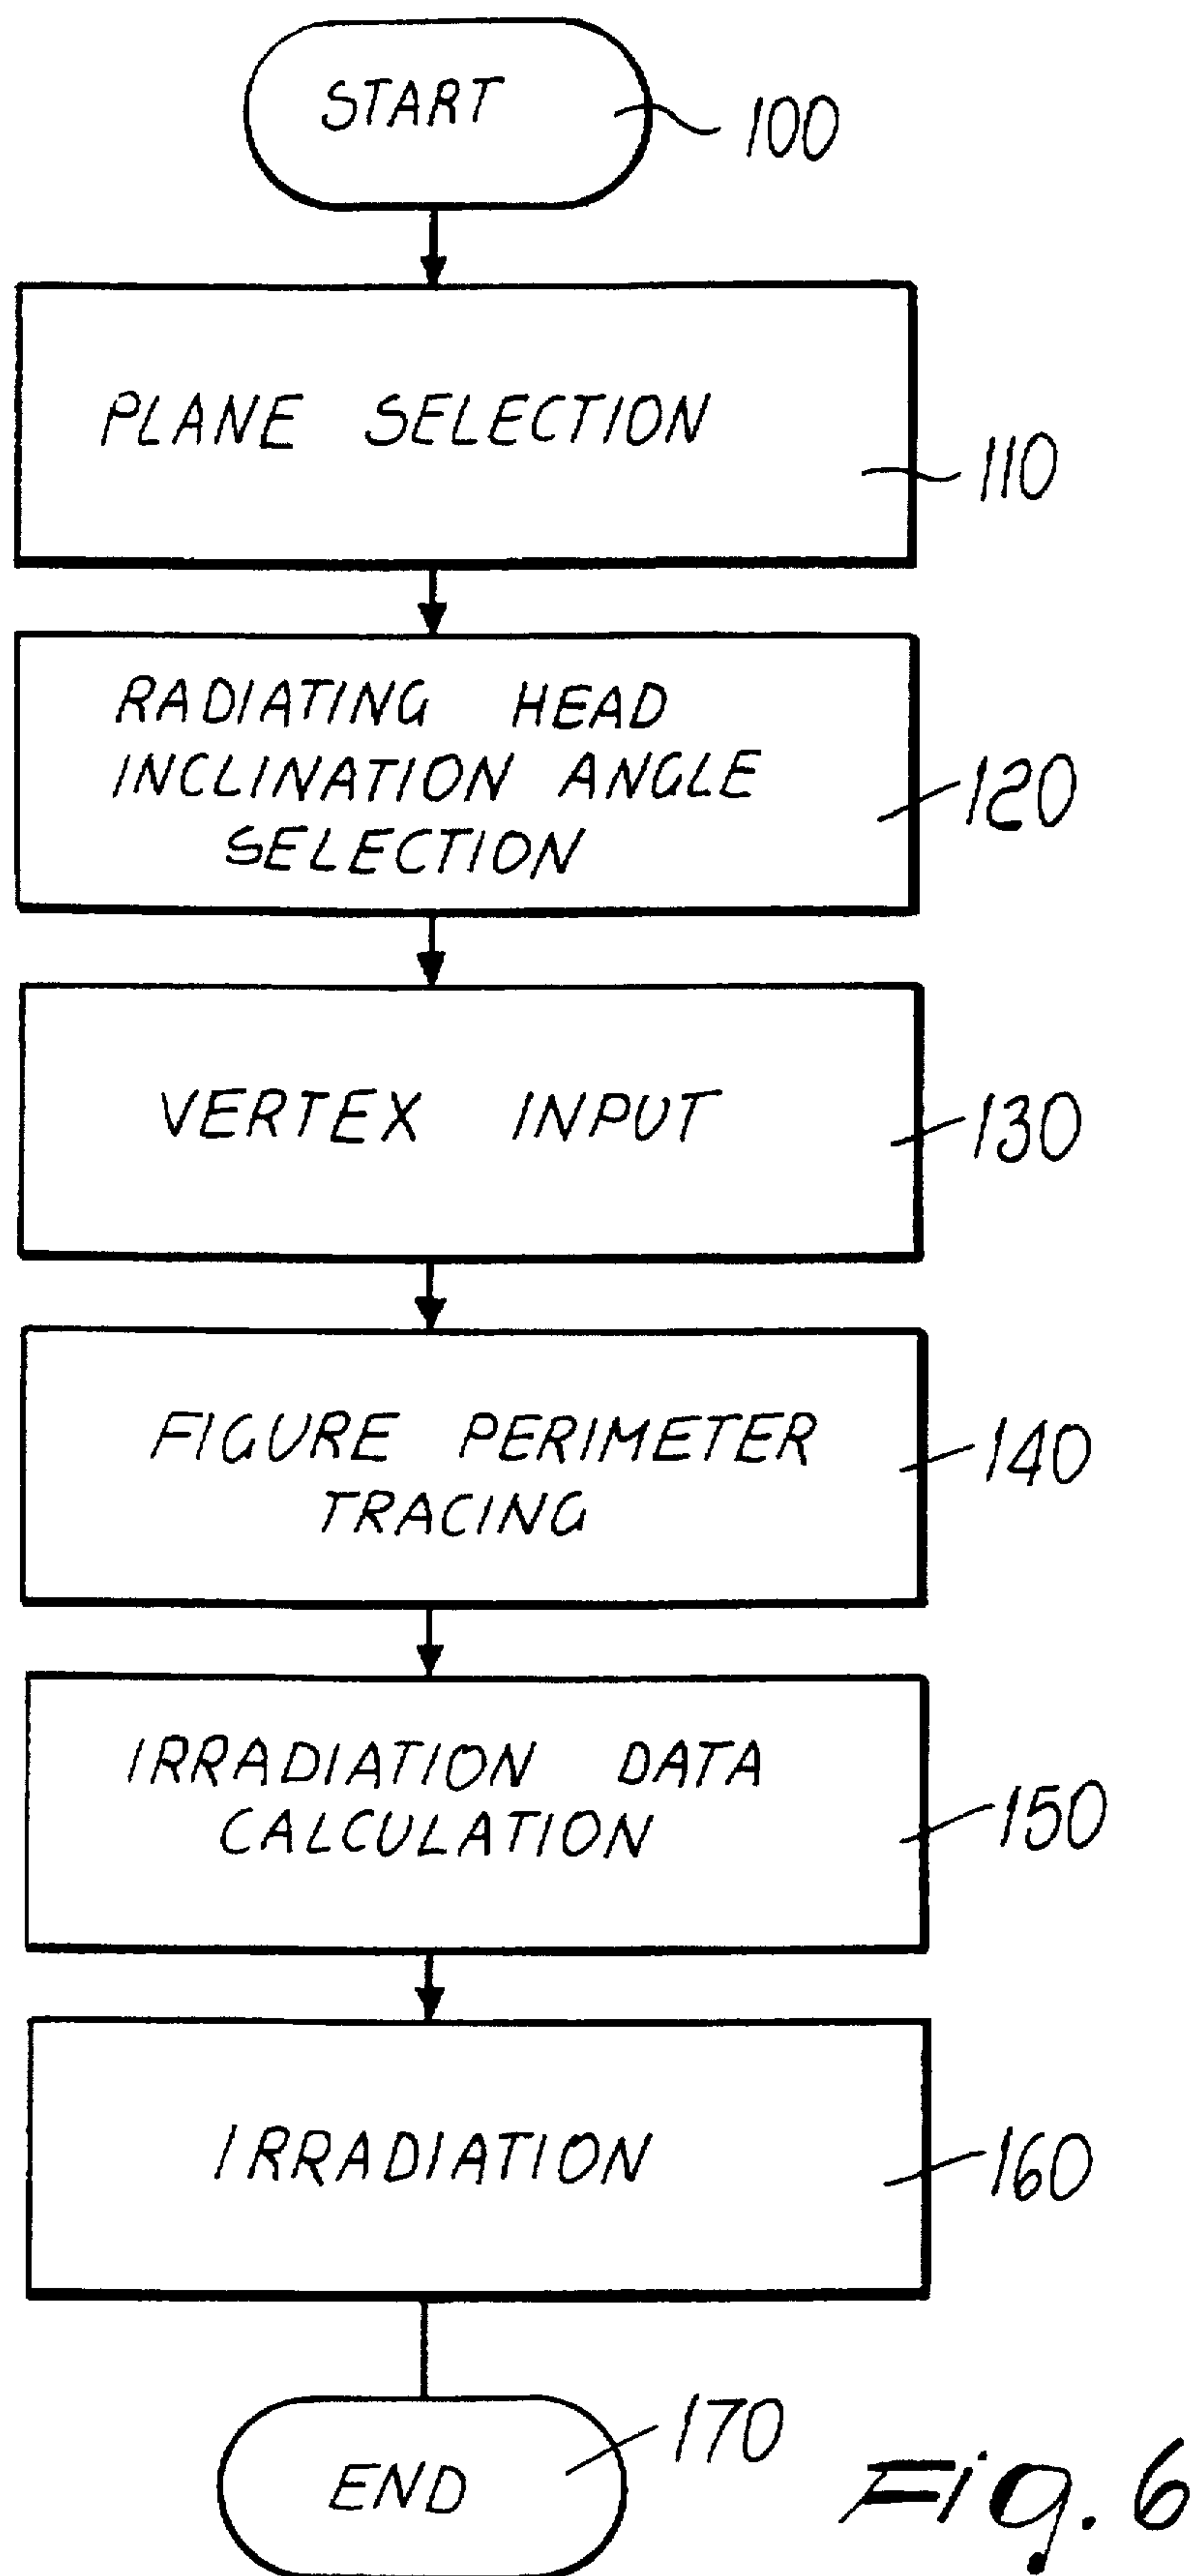 START
100
PLANE SELECTION
110
RADIATING HEAD
INCLINATION ANGLE
SELECTION
120
VERTEX INPUT
130
FIGURE PERIMETER
TRACING
140
IRRADIATION DATA
CALCULATION
150
IRRADIATION
160
END
170
Fig. 6